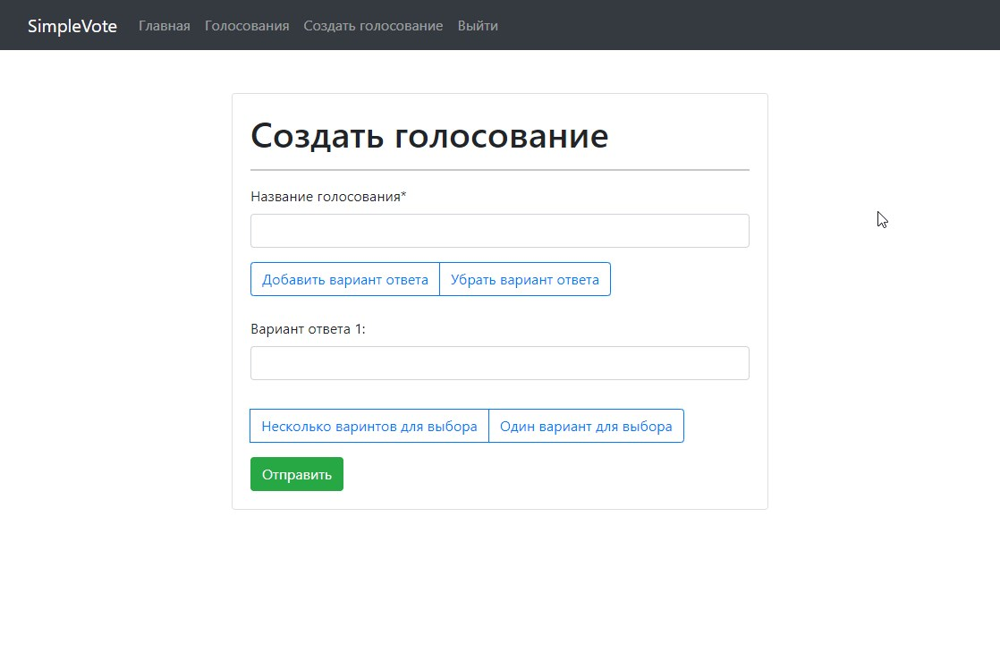 SimpleVote Главная Голосования Создать голосование Выйти
Создать голосование
Название голосования*
Добавить вариант ответа Убрать вариант ответа
Вариант ответа 1:
Несколько варинтов для выбора Один вариант для выбора
Отправить